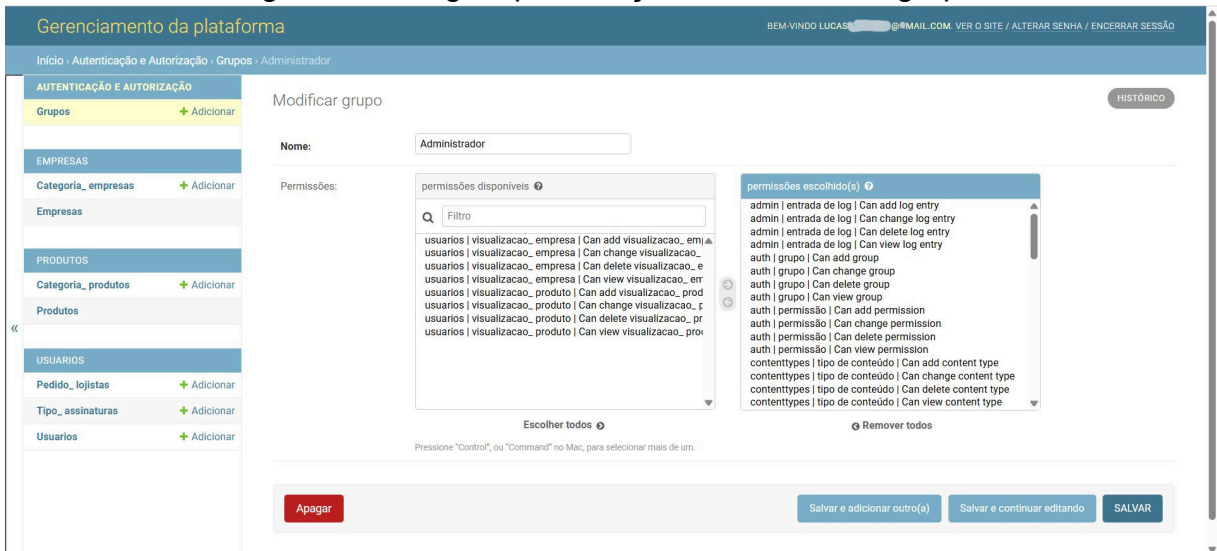 Gerenciamento da plataforma
BEM-VINDO LUCAS @MAIL.COM. VER O SITE / ALTERAR SENHA / ENCERRAR SESSÃO
Início › Autenticação e Autorização › Grupos › Administrador
AUTENTICAÇÃO E AUTORIZAÇÃO
Grupos + Adicionar
EMPRESAS
Categoria_ empresas + Adicionar
Empresas
PRODUTOS
Categoria_ produtos + Adicionar
Produtos
USUARIOS
Pedido_ lojistas + Adicionar
Tipo_ assinaturas + Adicionar
Usuarios + Adicionar
«
Modificar grupo
HISTÓRICO
Nome:
Administrador
Permissões:
permissões disponíveis
Filtro
usuarios | visualizacao_ empresa | Can add visualizacao_ emp
usuarios | visualizacao_ empresa | Can change visualizacao_
usuarios | visualizacao_ empresa | Can delete visualizacao_ e
usuarios | visualizacao_ empresa | Can view visualizacao_ em
usuarios | visualizacao_ produto | Can add visualizacao_ prod
usuarios | visualizacao_ produto | Can change visualizacao_ p
usuarios | visualizacao_ produto | Can delete visualizacao_ pr
usuarios | visualizacao_ produto | Can view visualizacao_ pro
Escolher todos
Pressione "Control", ou "Command" no Mac, para selecionar mais de um.
permissões escolhido(s)
admin | entrada de log | Can add log entry
admin | entrada de log | Can change log entry
admin | entrada de log | Can delete log entry
admin | entrada de log | Can view log entry
auth | grupo | Can add group
auth | grupo | Can change group
auth | grupo | Can delete group
auth | grupo | Can view group
auth | permissão | Can add permission
auth | permissão | Can change permission
auth | permissão | Can delete permission
auth | permissão | Can view permission
contenttypes | tipo de conteúdo | Can add content type
contenttypes | tipo de conteúdo | Can change content type
contenttypes | tipo de conteúdo | Can delete content type
contenttypes | tipo de conteúdo | Can view content type
Remover todos
Apagar
Salvar e adicionar outro(a)
Salvar e continuar editando
SALVAR